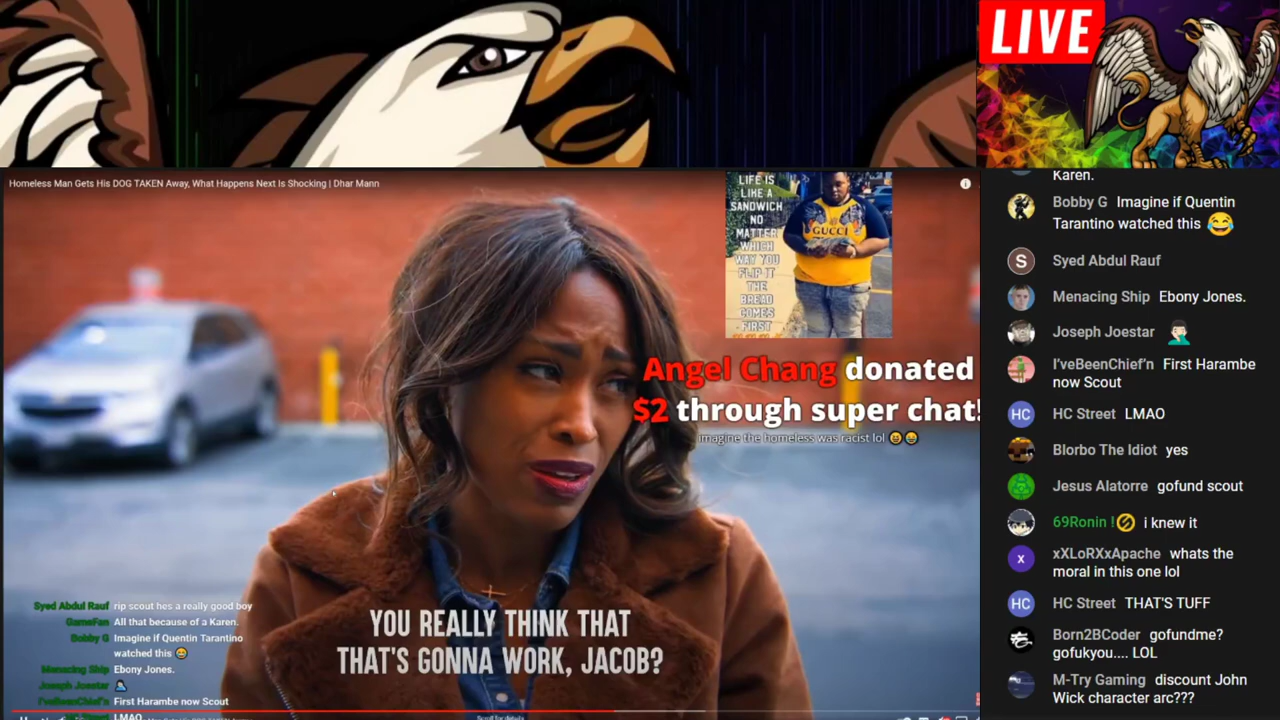 LIVE
Homeless Man Gets His DOG TAKEN Away, What Happens Next Is Shocking | Dhar Mann
LIFE IS
LIKE A
SANDWICH
NO
MATTER
WHICH
WAY YOU
FLIP IT
THE
BREAD
COMES
FIRST
GUCCI
Angel Chang donated
$2 through super chat!
imagine the homeless was racist lol 😆😄
YOU REALLY THINK THAT
THAT'S GONNA WORK, JACOB?
Syed Abdul Rauf rip scout hes a really good boy
GameFan All that because of a Karen.
Bobby G Imagine if Quentin Tarantino
watched this 😂
Menacing Ship Ebony Jones.
Joseph Joestar 🤦🏻‍♂️
I'veBeenChief'n First Harambe now Scout
LMAO
Scroll for details
Karen.
Bobby G Imagine if Quentin
Tarantino watched this 😂
S Syed Abdul Rauf
Menacing Ship Ebony Jones.
Joseph Joestar 🤦🏻‍♂️
I'veBeenChief'n First Harambe
now Scout
HC HC Street LMAO
Blorbo The Idiot yes
Jesus Alatorre gofund scout
69Ronin ! i knew it
x xXLoRXxApache whats the
moral in this one lol
HC HC Street THAT'S TUFF
Born2BCoder gofundme?
gofukyou.... LOL
M-Try Gaming discount John
Wick character arc???